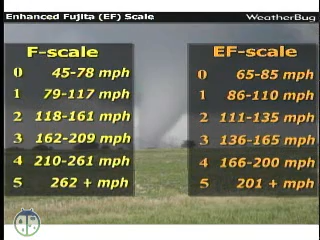 Enhanced Fujita (EF) Scale
WeatherBug
F-scale
0 45-78 mph
1 79-117 mph
2 118-161 mph
3 162-209 mph
4 210-261 mph
5 262 + mph
EF-scale
0 65-85 mph
1 86-110 mph
2 111-135 mph
3 136-165 mph
4 166-200 mph
5 201 + mph